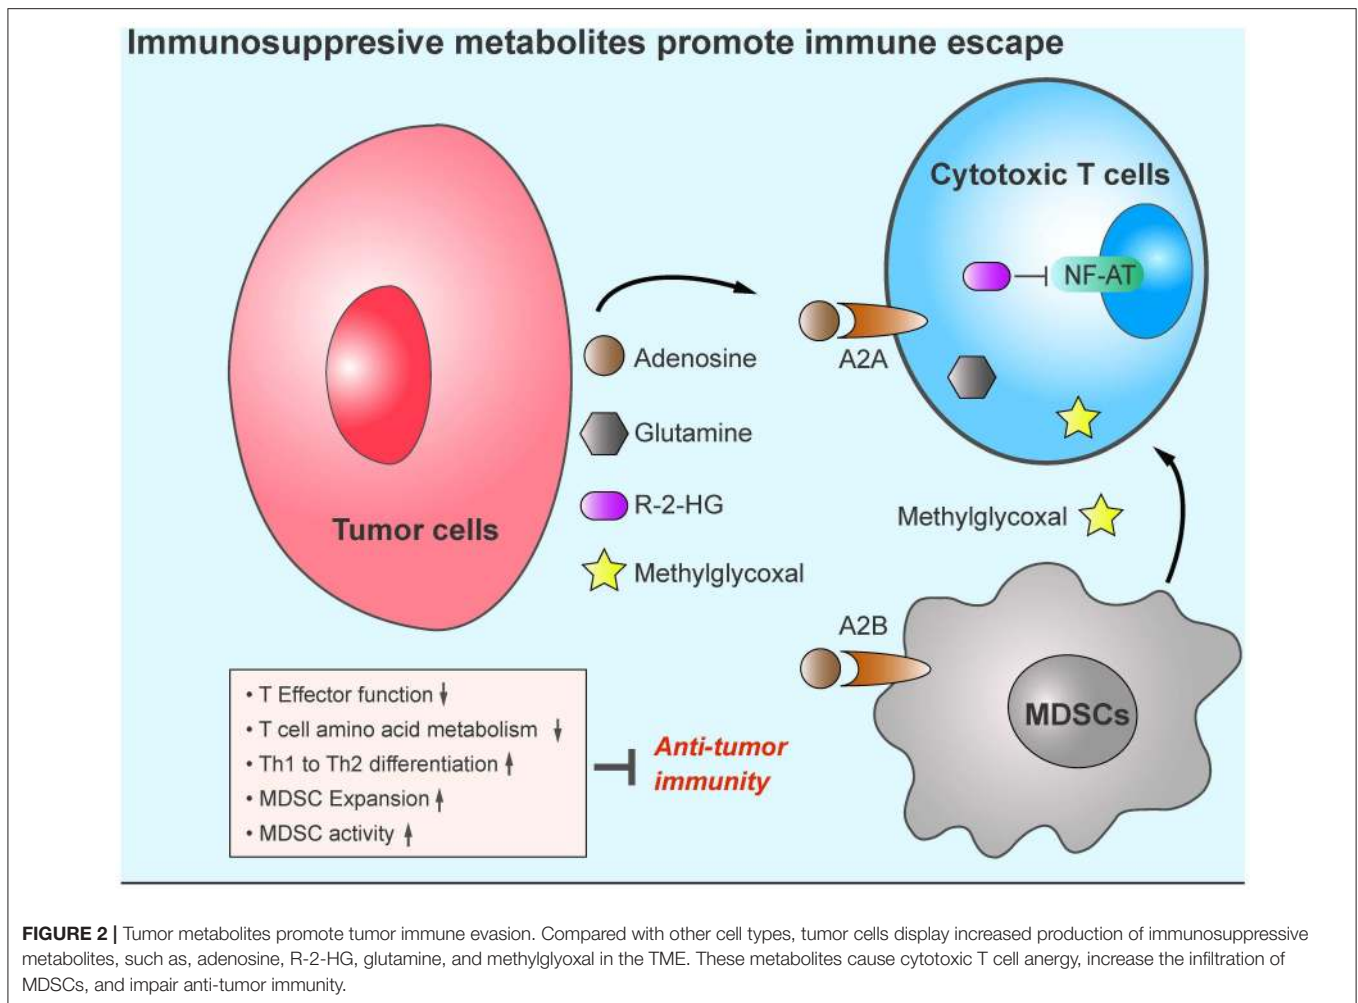 Immunosuppresive metabolites promote immune escape
Cytotoxic T cells
NF-AT
A2A
Adenosine
Glutamine
R-2-HG
Methylglycoxal
Tumor cells
Methylglycoxal
A2B
MDSCs
• T Effector function ↓
• T cell amino acid metabolism ↓
• Th1 to Th2 differentiation ↑
• MDSC Expansion ↑
• MDSC activity ↑
Anti-tumor
immunity
FIGURE 2 | Tumor metabolites promote tumor immune evasion. Compared with other cell types, tumor cells display increased production of immunosuppressive
metabolites, such as, adenosine, R-2-HG, glutamine, and methylglyoxal in the TME. These metabolites cause cytotoxic T cell anergy, increase the infiltration of
MDSCs, and impair anti-tumor immunity.